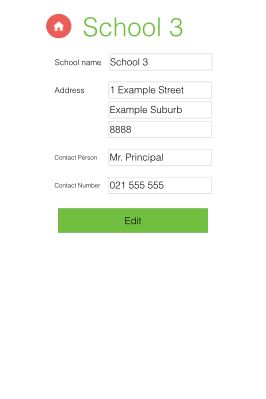 School 3
School name School 3
Address 1 Example Street
Example Suburb
8888
Contact Person Mr. Principal
Contact Number 021 555 555
Edit